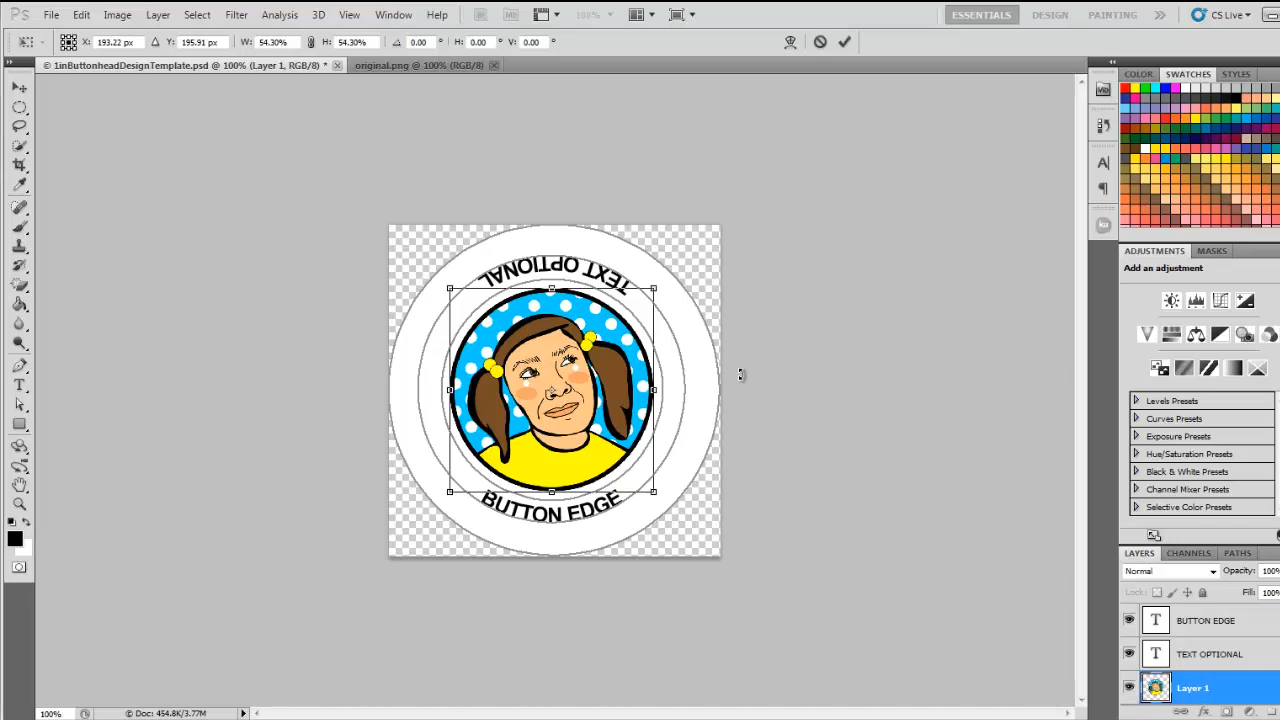 Ps File Edit Image Layer Select Filter Analysis 3D View Window Help Br Mb 100% ESSENTIALS DESIGN PAINTING CS Live
X: 193.22 px Y: 195.91 px W: 54.30% H: 54.30% 0.00 ° H: 0.00 ° V: 0.00 °
© 1inButtonheadDesignTemplate.psd @ 100% (Layer 1, RGB/8) * original.png @ 100% (RGB/8)
COLOR SWATCHES STYLES
TEXT OPTIONAL
BUTTON EDGE
ADJUSTMENTS MASKS
Add an adjustment
Levels Presets
Curves Presets
Exposure Presets
Hue/Saturation Presets
Black & White Presets
Channel Mixer Presets
Selective Color Presets
LAYERS CHANNELS PATHS
Normal Opacity: 100%
Lock: Fill: 100%
T BUTTON EDGE
T TEXT OPTIONAL
Layer 1
100% Doc: 454.8K/3.77M